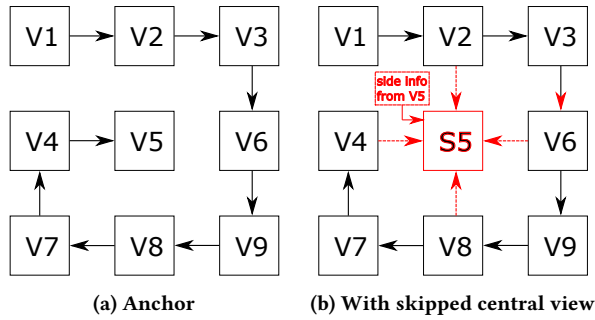 V1 V2 V3
V4 V5 V6
V7 V8 V9
(a) Anchor
V1 V2 V3
side info
from V5
V4 S5 V6
V7 V8 V9
(b) With skipped central view